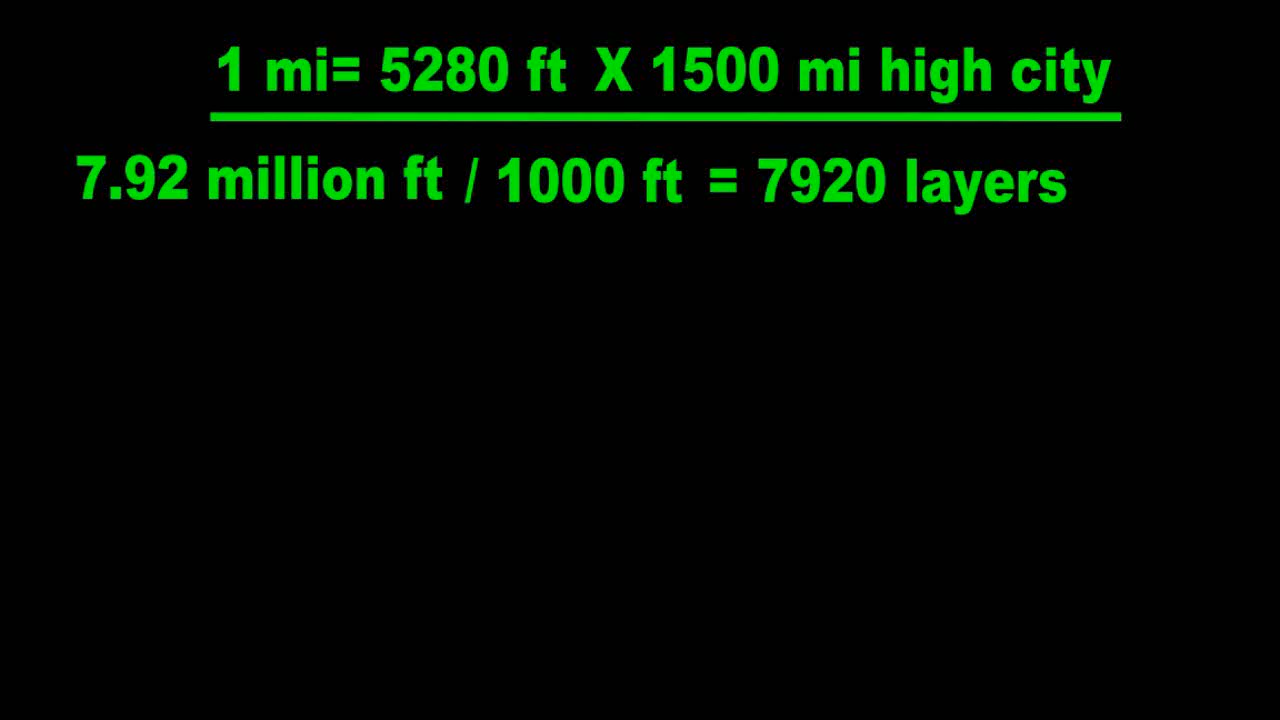 1 mi= 5280 ft X 1500 mi high city
7.92 million ft / 1000 ft = 7920 layers